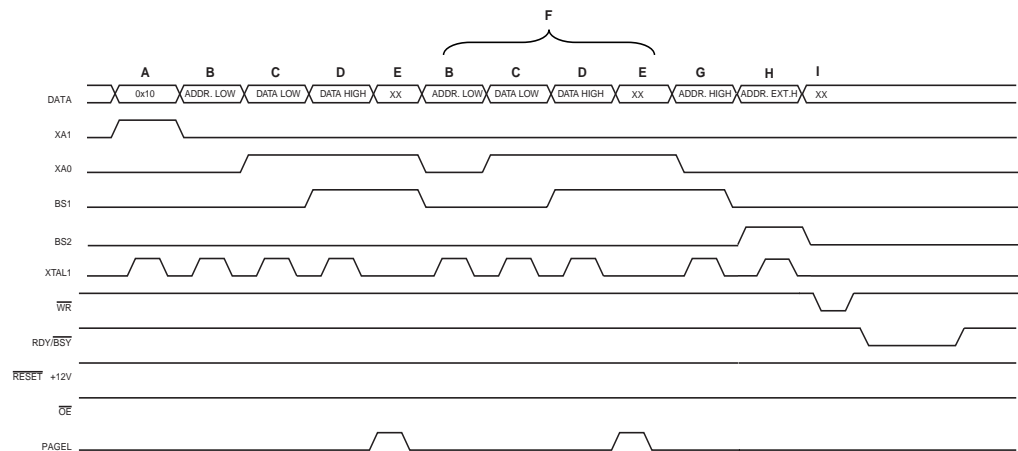 F
A B C D E B C D E G H I
DATA 0x10 ADDR. LOW DATA LOW DATA HIGH XX ADDR. LOW DATA LOW DATA HIGH XX ADDR. HIGH ADDR. EXT.H XX
XA1
XA0
BS1
BS2
XTAL1
WR
RDY/BSY
RESET +12V
OE
PAGEL